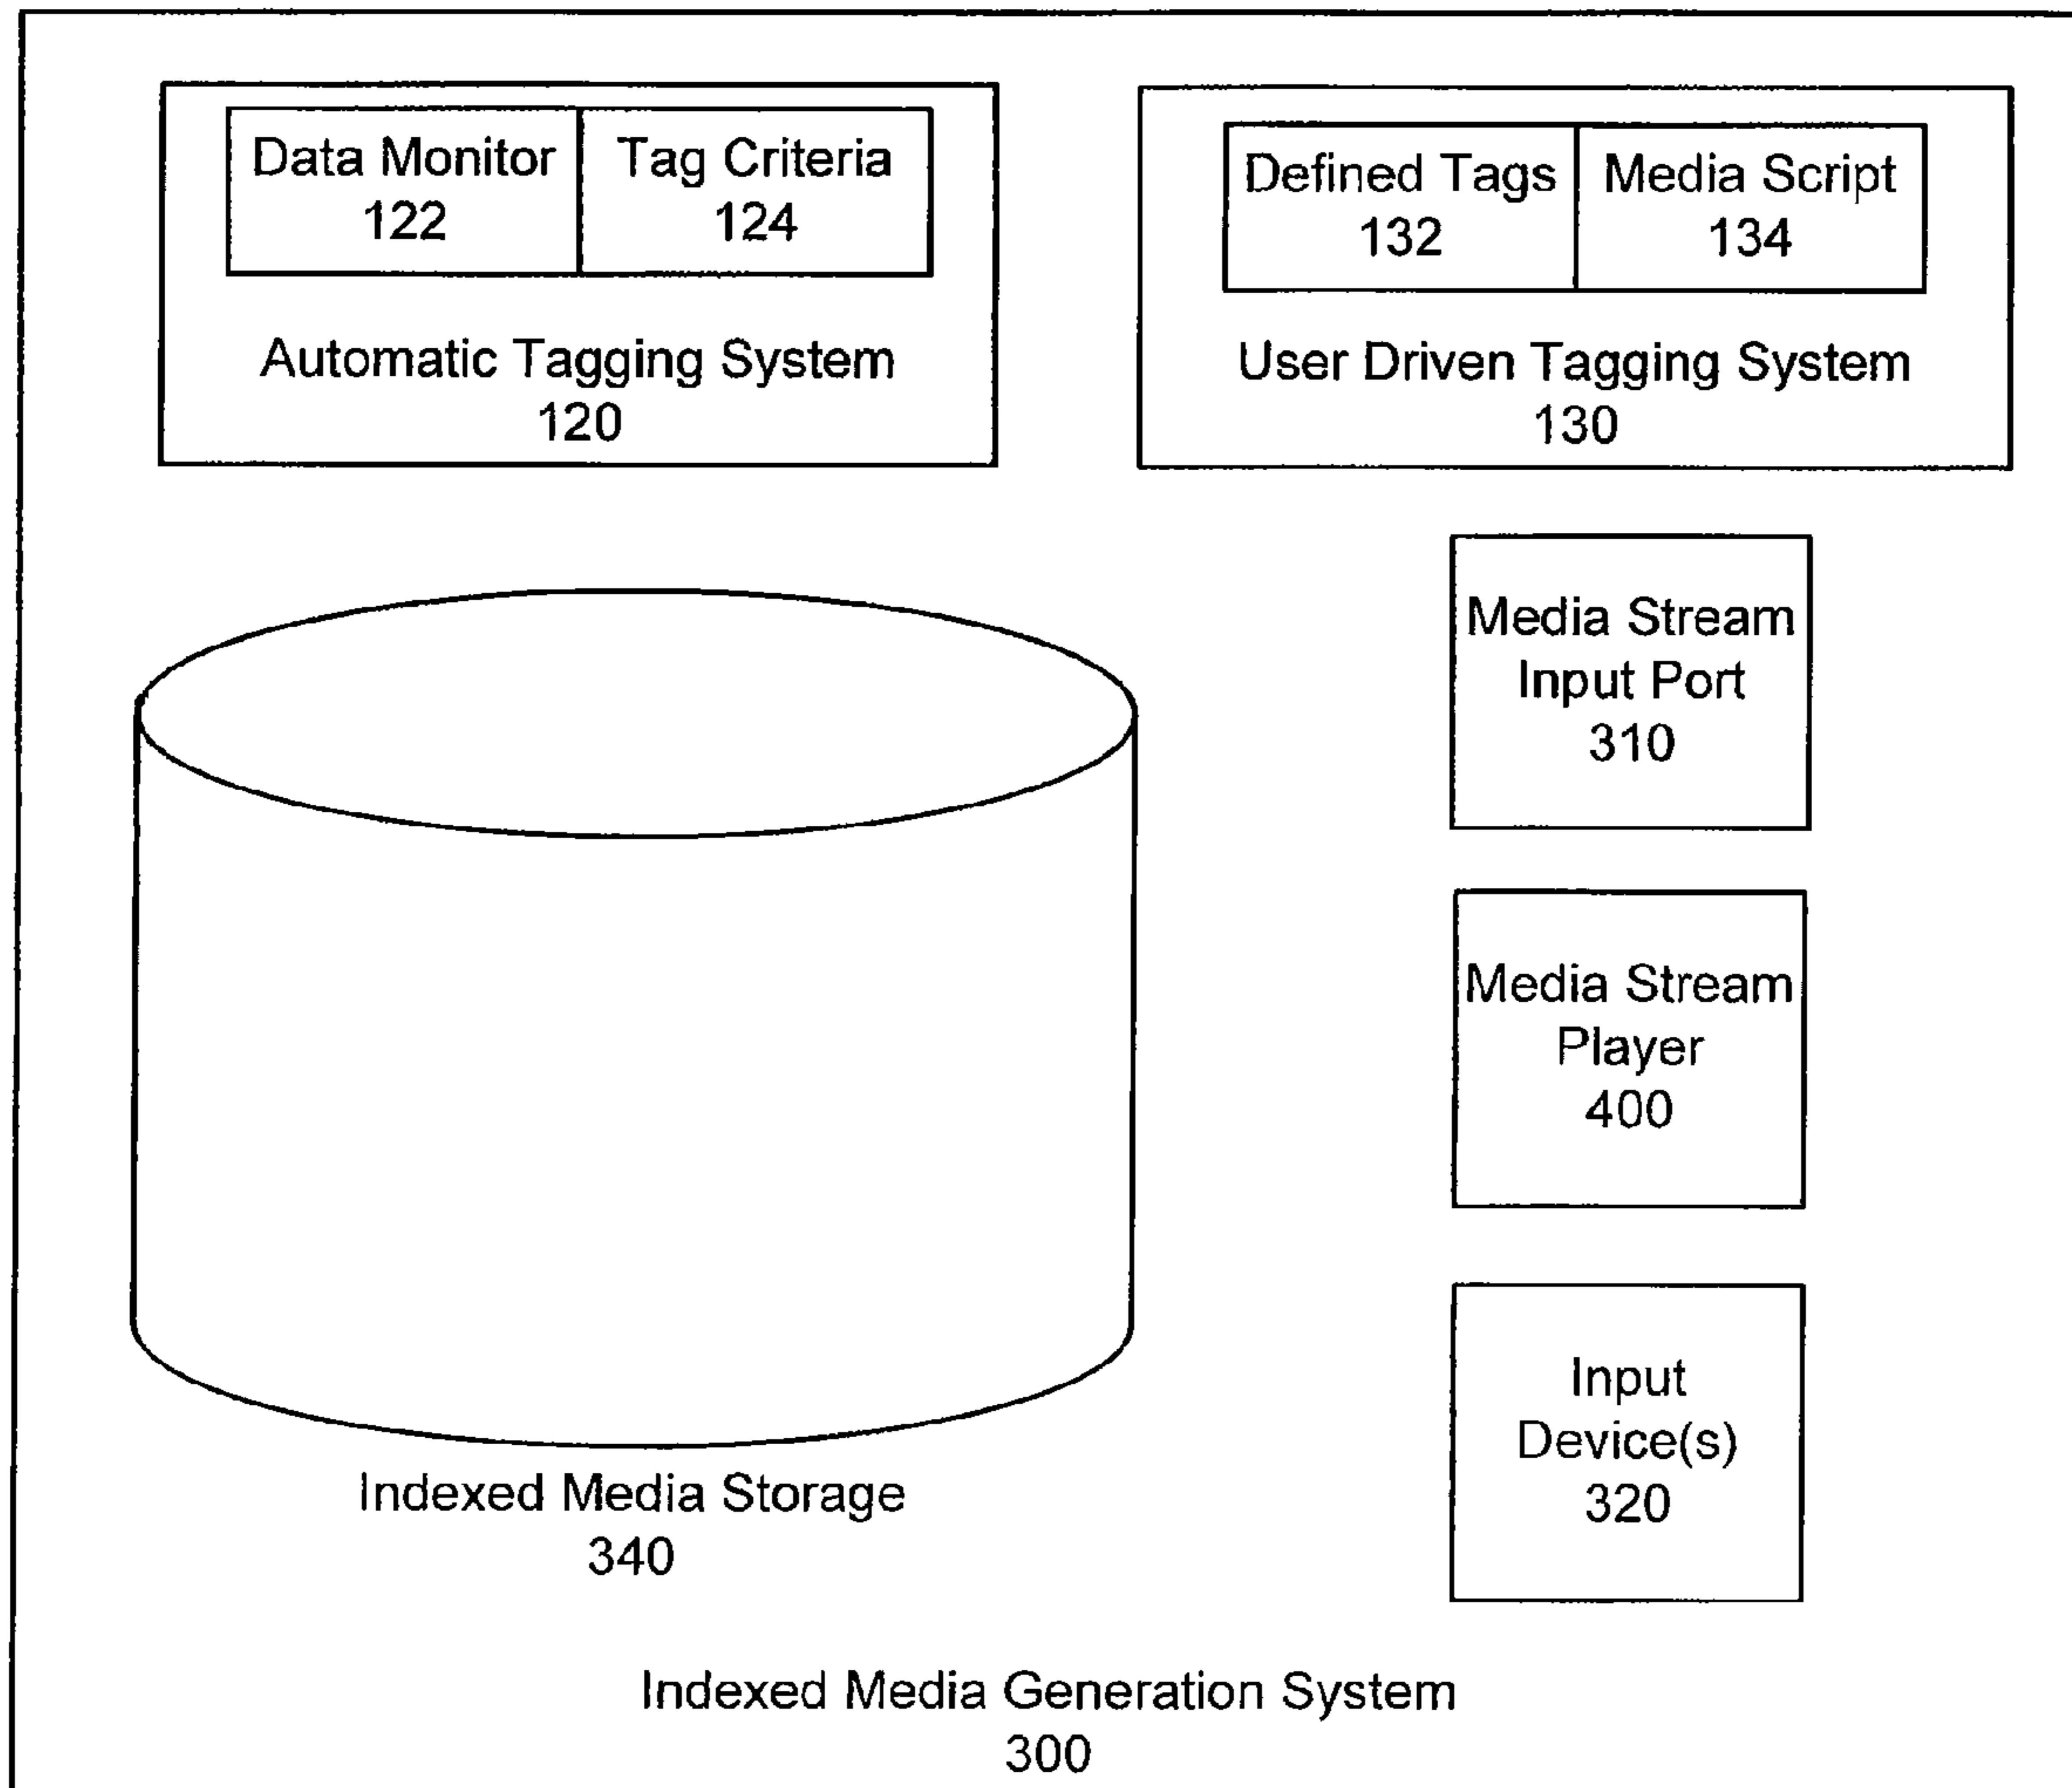 Data Monitor
122
Tag Criteria
124
Automatic Tagging System
120
Defined Tags
132
Media Script
134
User Driven Tagging System
130
Media Stream
Input Port
310
Media Stream
Player
400
Input
Device(s)
320
Indexed Media Storage
340
Indexed Media Generation System
300